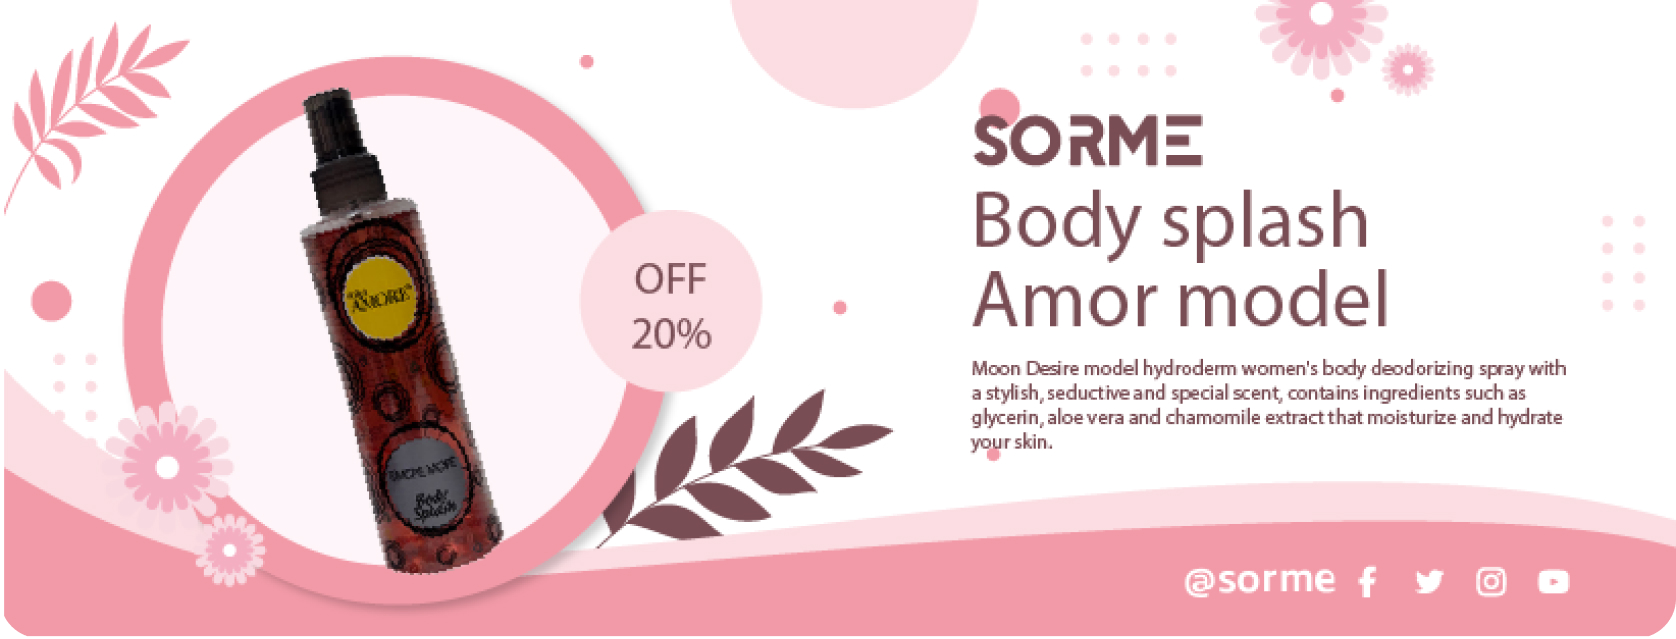 SORME
Body splash
Amor model
Moon Desire model hydroderm women's body deodorizing spray with
a stylish, seductive and special scent, contains ingredients such as
glycerin, aloe vera and chamomile extract that moisturize and hydrate
your skin.
OFF
20%
AMORE
Body
Splash
@sorme